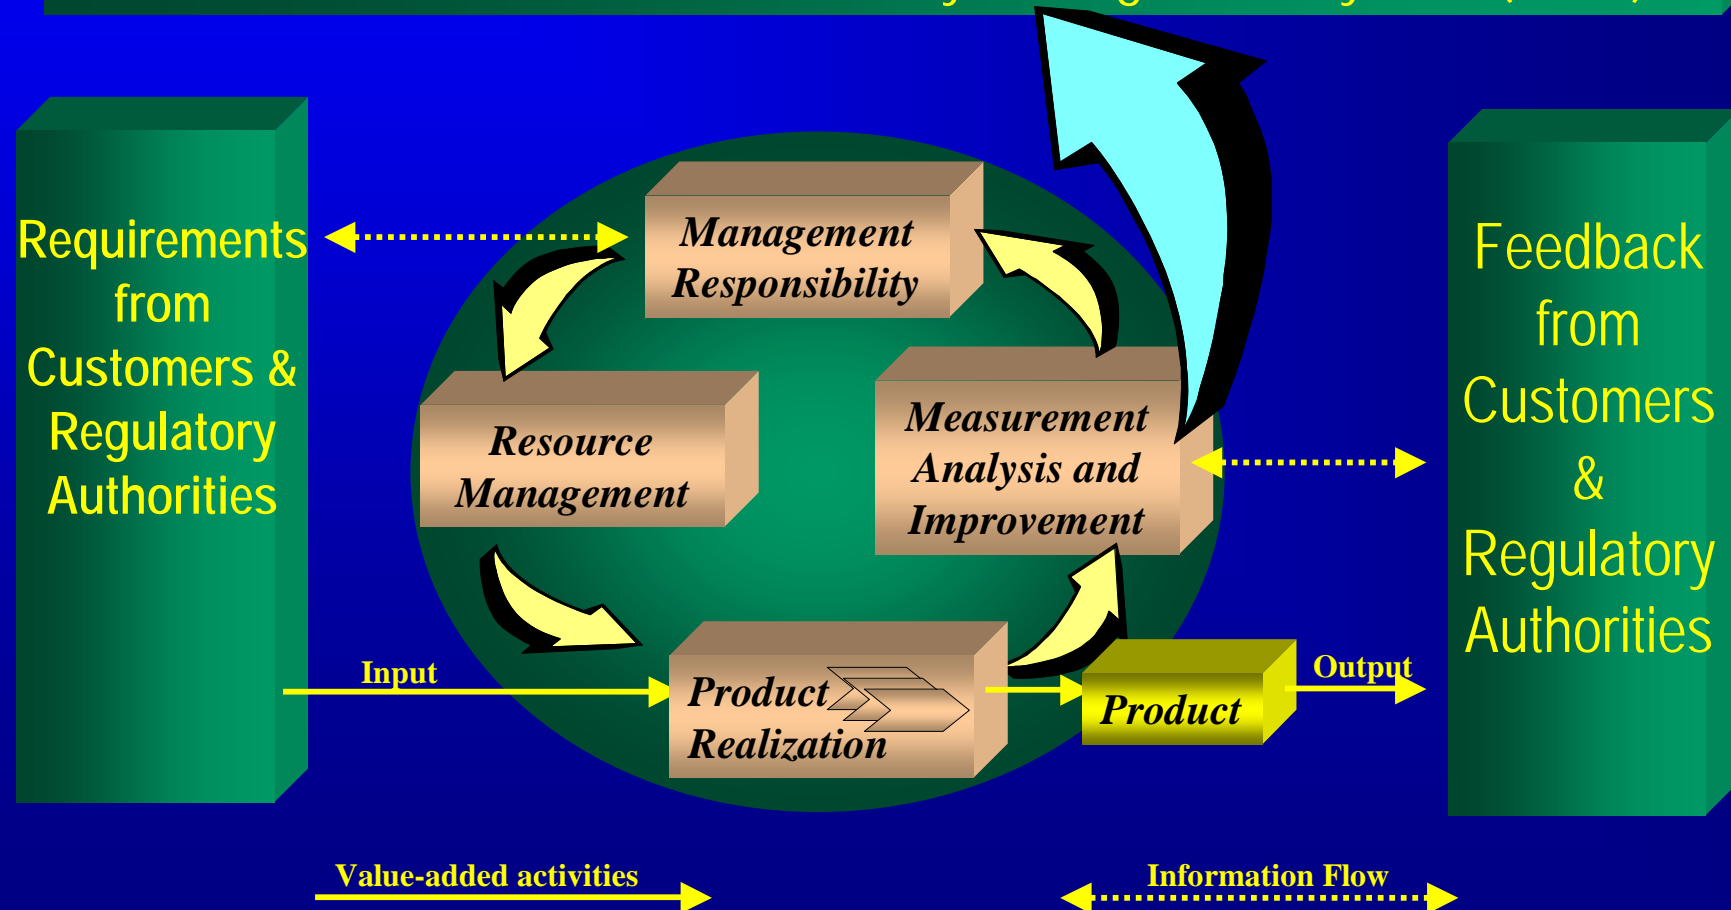 Requirements
from
Customers &
Regulatory
Authorities
Management
Responsibility
Resource
Management
Measurement
Analysis and
Improvement
Feedback
from
Customers
&
Regulatory
Authorities
Input
Product
Realization
Product
Output
Value-added activities
Information Flow